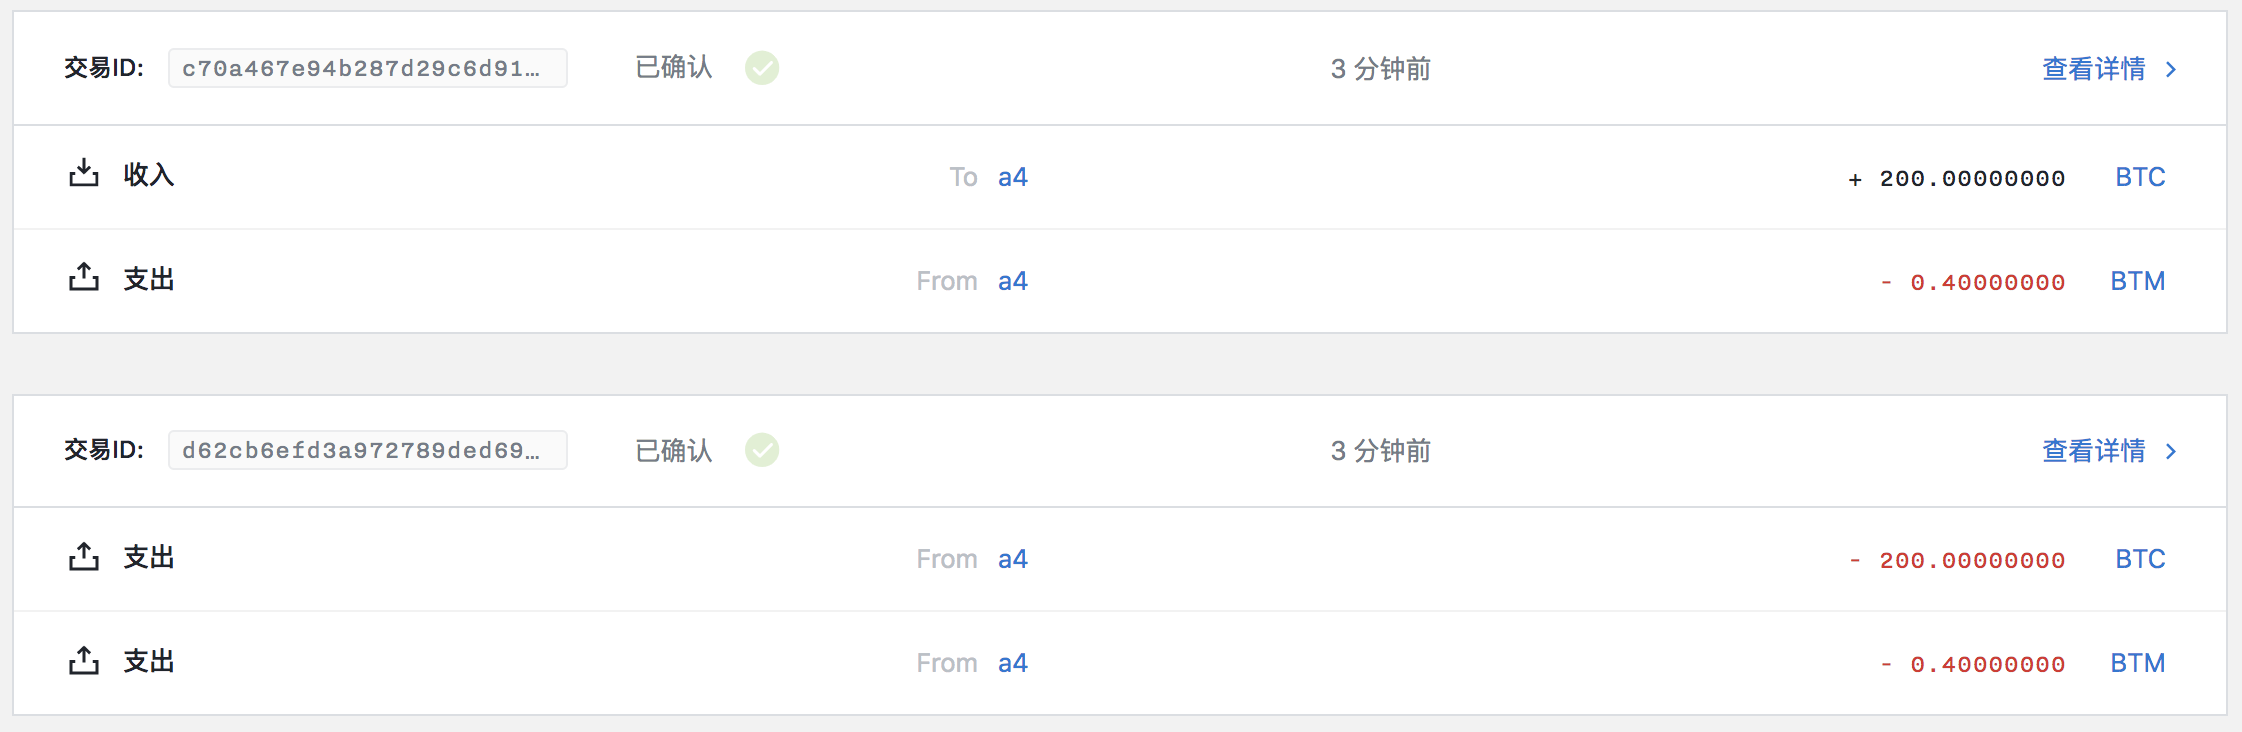 交易ID: c70a467e94b287d29c6d91… 已确认 3 分钟前 查看详情
收入 To a4 + 200.00000000 BTC
支出 From a4 - 0.40000000 BTM
交易ID: d62cb6efd3a972789ded69… 已确认 3 分钟前 查看详情
支出 From a4 - 200.00000000 BTC
支出 From a4 - 0.40000000 BTM